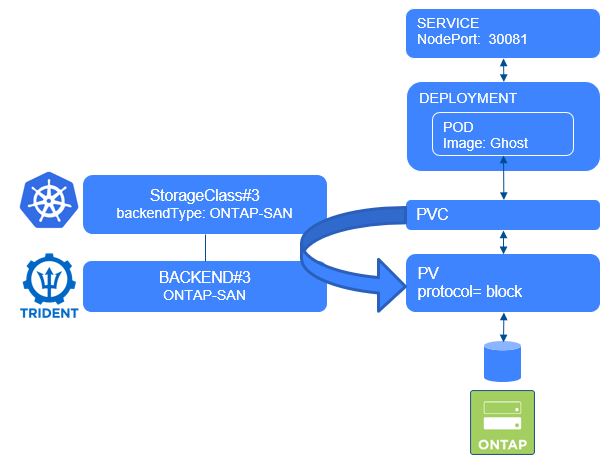 SERVICE
NodePort:  30081
DEPLOYMENT
POD
Image: Ghost
StorageClass#3
backendType: ONTAP-SAN
PVC
BACKEND#3
ONTAP-SAN
TRIDENT
PV
protocol= block
ONTAP